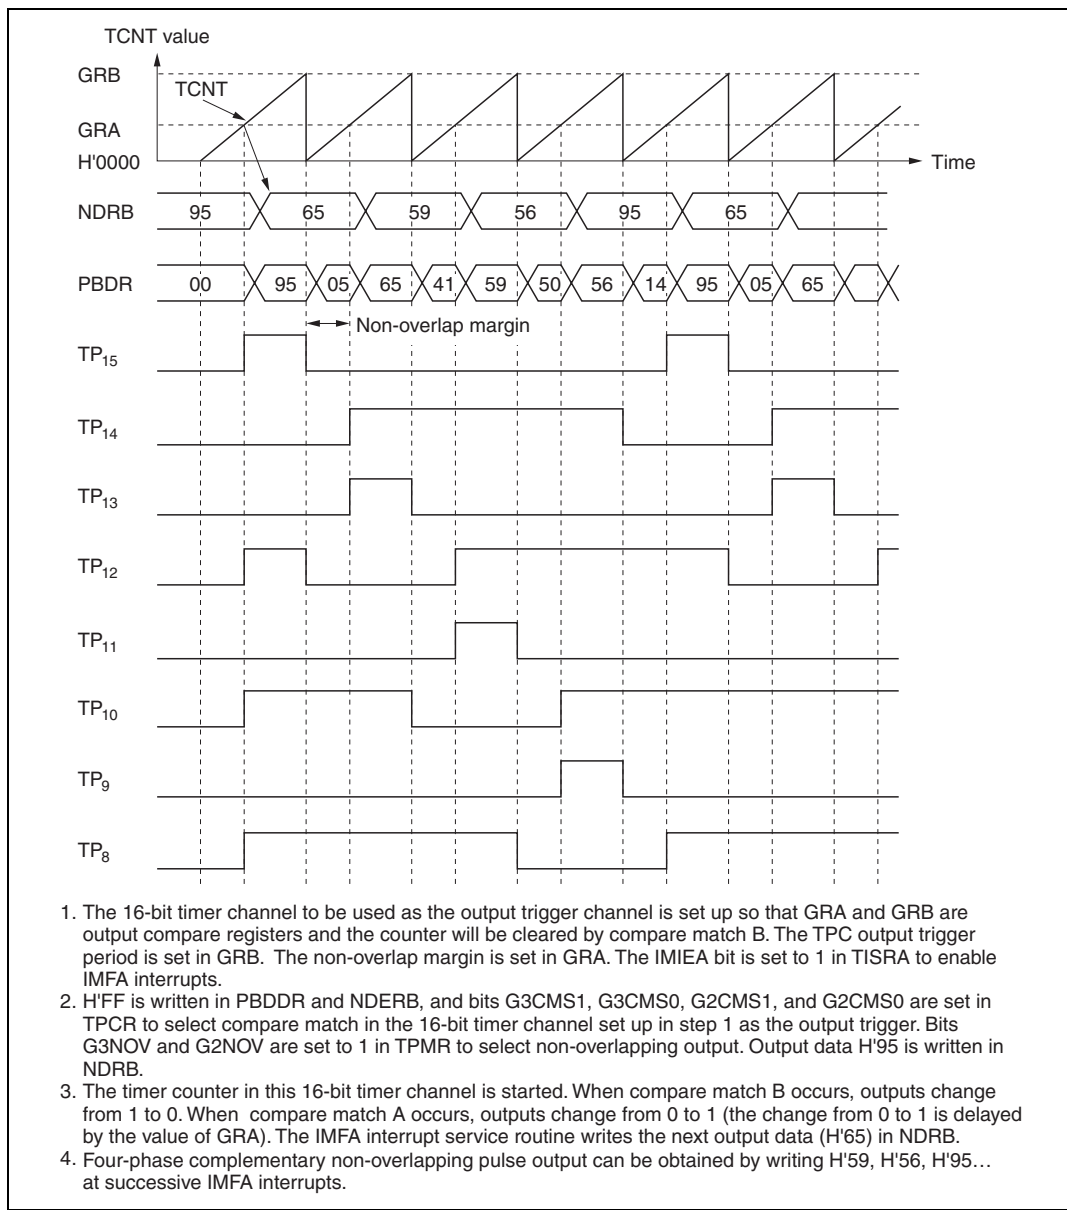 TCNT value
GRB
TCNT
GRA
H'0000
Time
NDRB
95 65 59 56 95 65
PBDR
00 95 05 65 41 59 50 56 14 95 05 65
Non-overlap margin
TP15
TP14
TP13
TP12
TP11
TP10
TP9
TP8
1. The 16-bit timer channel to be used as the output trigger channel is set up so that GRA and GRB are
output compare registers and the counter will be cleared by compare match B. The TPC output trigger
period is set in GRB. The non-overlap margin is set in GRA. The IMIEA bit is set to 1 in TISRA to enable
IMFA interrupts.
2. H'FF is written in PBDDR and NDERB, and bits G3CMS1, G3CMS0, G2CMS1, and G2CMS0 are set in
TPCR to select compare match in the 16-bit timer channel set up in step 1 as the output trigger. Bits
G3NOV and G2NOV are set to 1 in TPMR to select non-overlapping output. Output data H'95 is written in
NDRB.
3. The timer counter in this 16-bit timer channel is started. When compare match B occurs, outputs change
from 1 to 0. When compare match A occurs, outputs change from 0 to 1 (the change from 0 to 1 is delayed
by the value of GRA). The IMFA interrupt service routine writes the next output data (H'65) in NDRB.
4. Four-phase complementary non-overlapping pulse output can be obtained by writing H'59, H'56, H'95…
at successive IMFA interrupts.